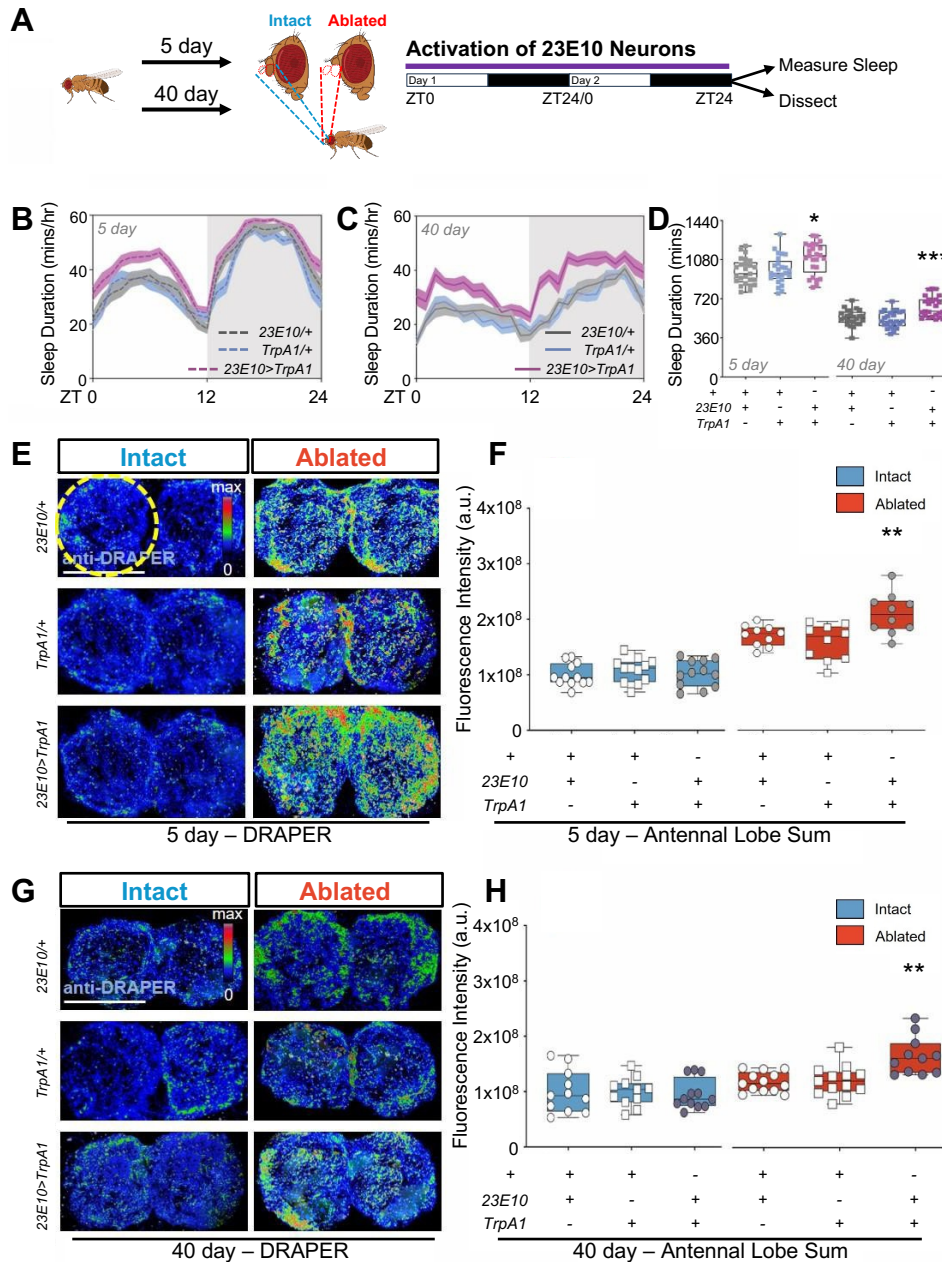 A
5 day
40 day
Intact Ablated
Activation of 23E10 Neurons
Day 1 Day 2
ZT0 ZT24/0 ZT24
Measure Sleep
Dissect
B
Sleep Duration (mins/hr)
60
40
20
0
5 day
23E10/+
TrpA1/+
23E10>TrpA1
ZT 0 12 24
C
Sleep Duration (mins/hr)
60
40
20
0
40 day
23E10/+
TrpA1/+
23E10>TrpA1
ZT 0 12 24
D
Sleep Duration (mins)
1440
1080
720
360
0
*
***
5 day 40 day
+ + + - + + -
23E10 + - + + - +
TrpA1 - + + - + +
E
Intact Ablated
23E10/+
max
0
anti-DRAPER
TrpA1/+
23E10>TrpA1
5 day – DRAPER
F
Fluorescence Intensity (a.u.)
4x10⁸
3x10⁸
2x10⁸
1x10⁸
0
Intact
Ablated
**
+ + + - + + -
23E10 + - + + - +
TrpA1 - + + - + +
5 day – Antennal Lobe Sum
G
Intact Ablated
23E10/+
max
0
anti-DRAPER
TrpA1/+
23E10>TrpA1
40 day – DRAPER
H
Fluorescence Intensity (a.u.)
4x10⁸
3x10⁸
2x10⁸
1x10⁸
0
Intact
Ablated
**
+ + + - + + -
23E10 + - + + - +
TrpA1 - + + - + +
40 day – Antennal Lobe Sum